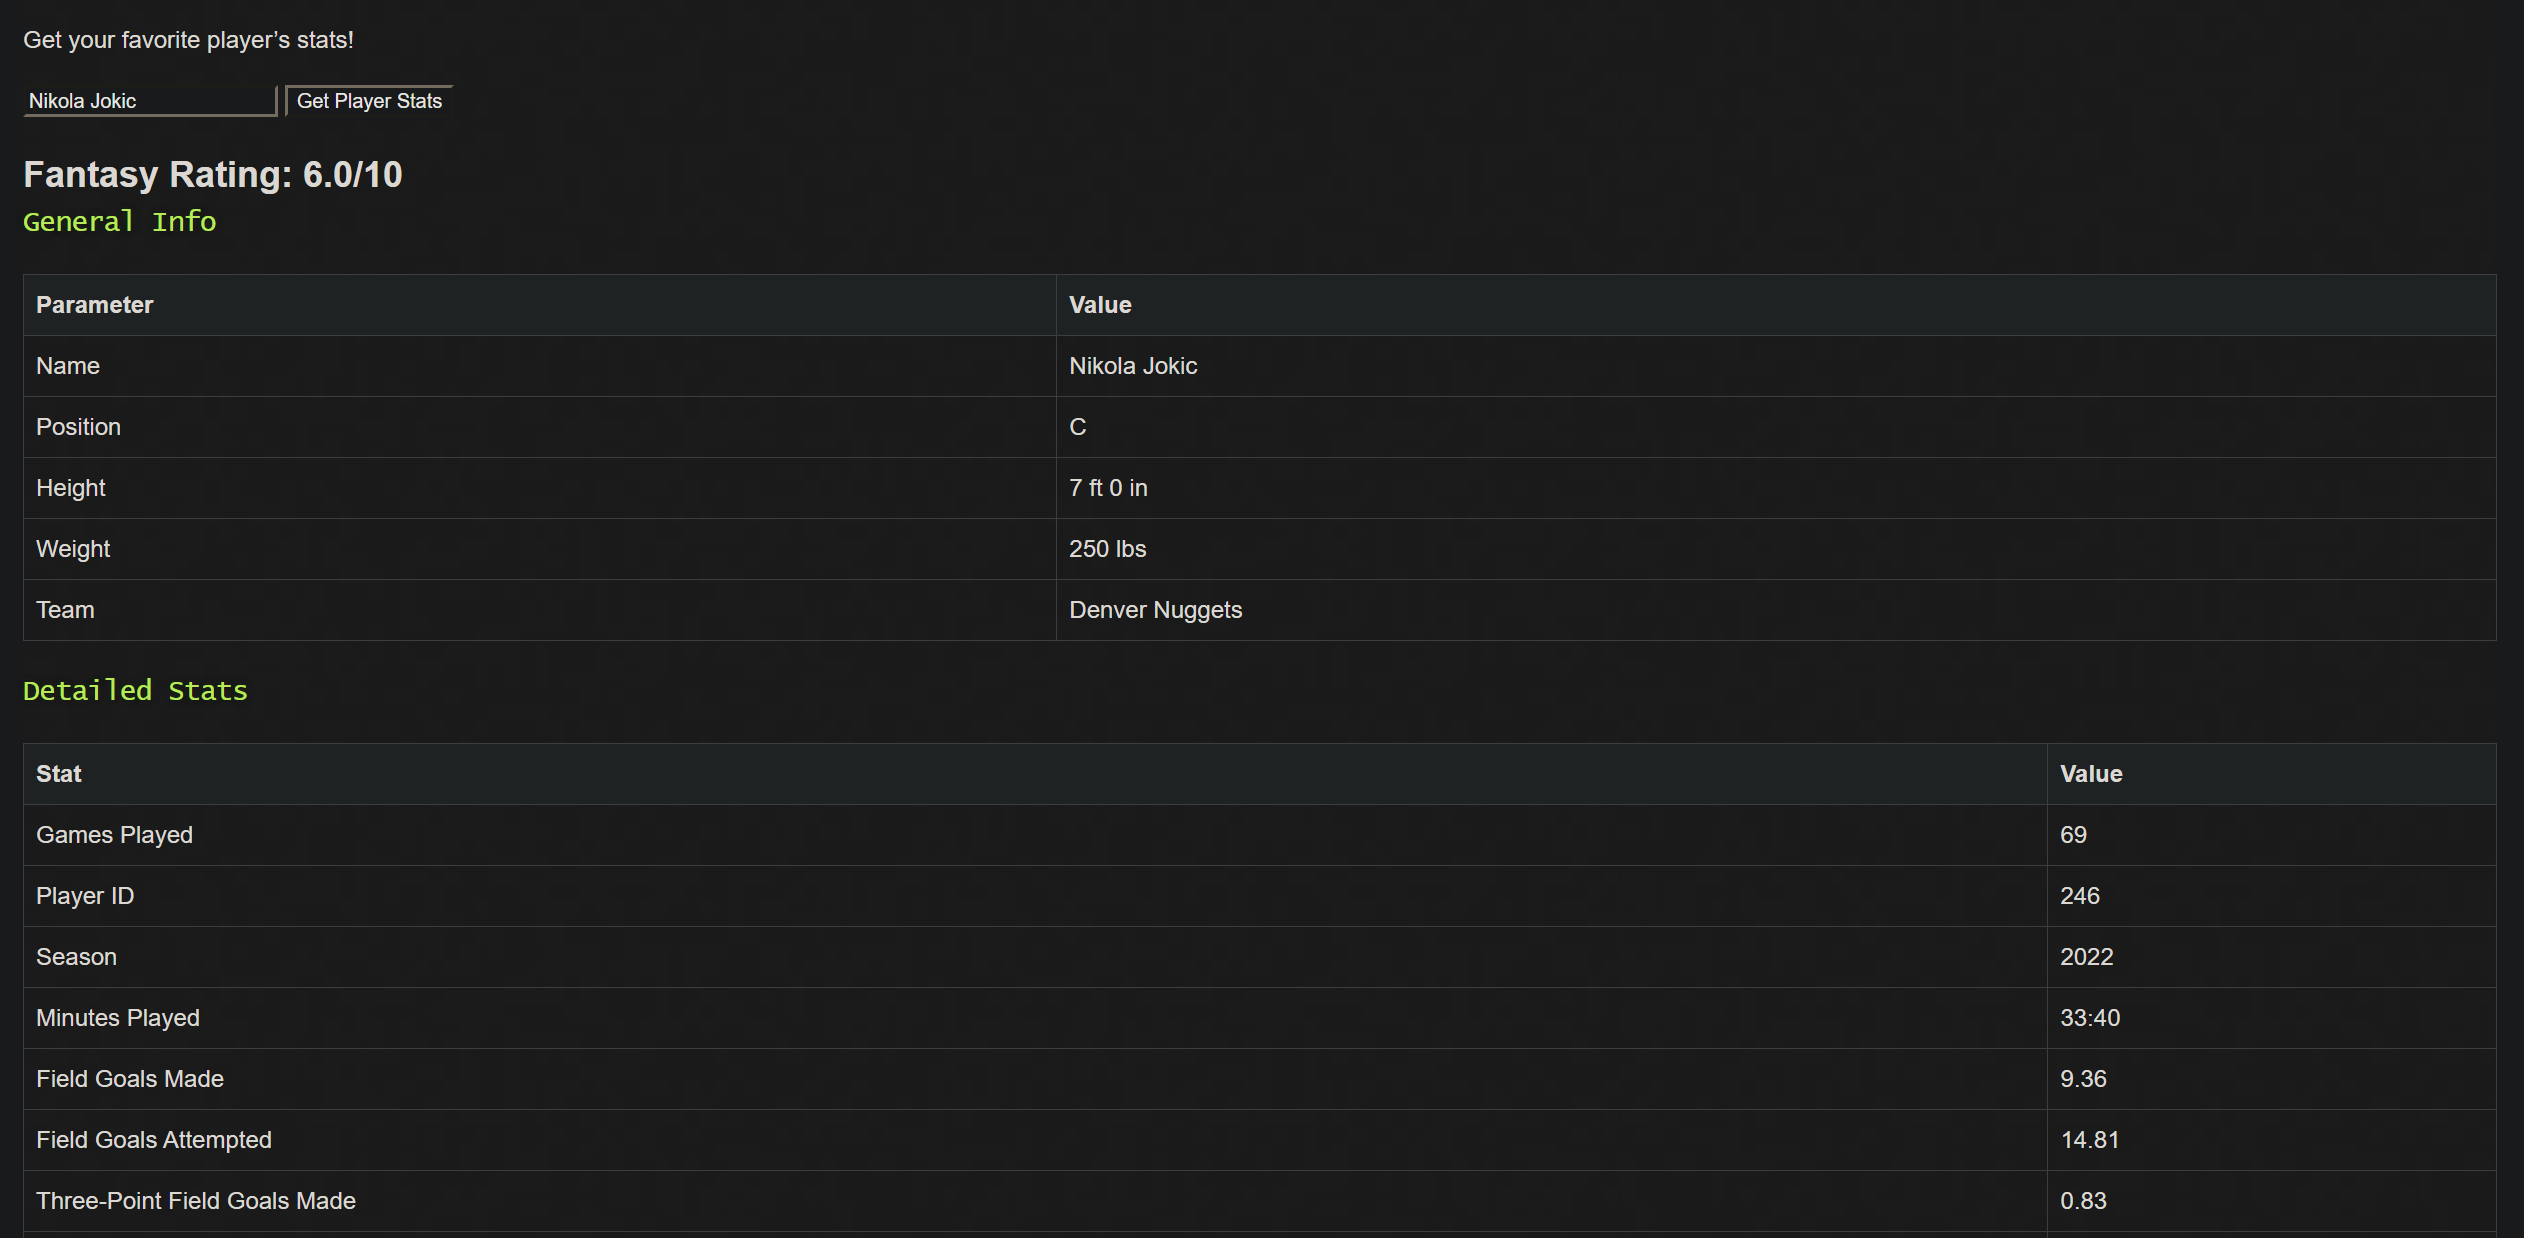 Get your favorite player’s stats!
Nikola Jokic Get Player Stats
Fantasy Rating: 6.0/10
General Info
Parameter Value
Name Nikola Jokic
Position C
Height 7 ft 0 in
Weight 250 lbs
Team Denver Nuggets
Detailed Stats
Stat Value
Games Played 69
Player ID 246
Season 2022
Minutes Played 33:40
Field Goals Made 9.36
Field Goals Attempted 14.81
Three-Point Field Goals Made 0.83